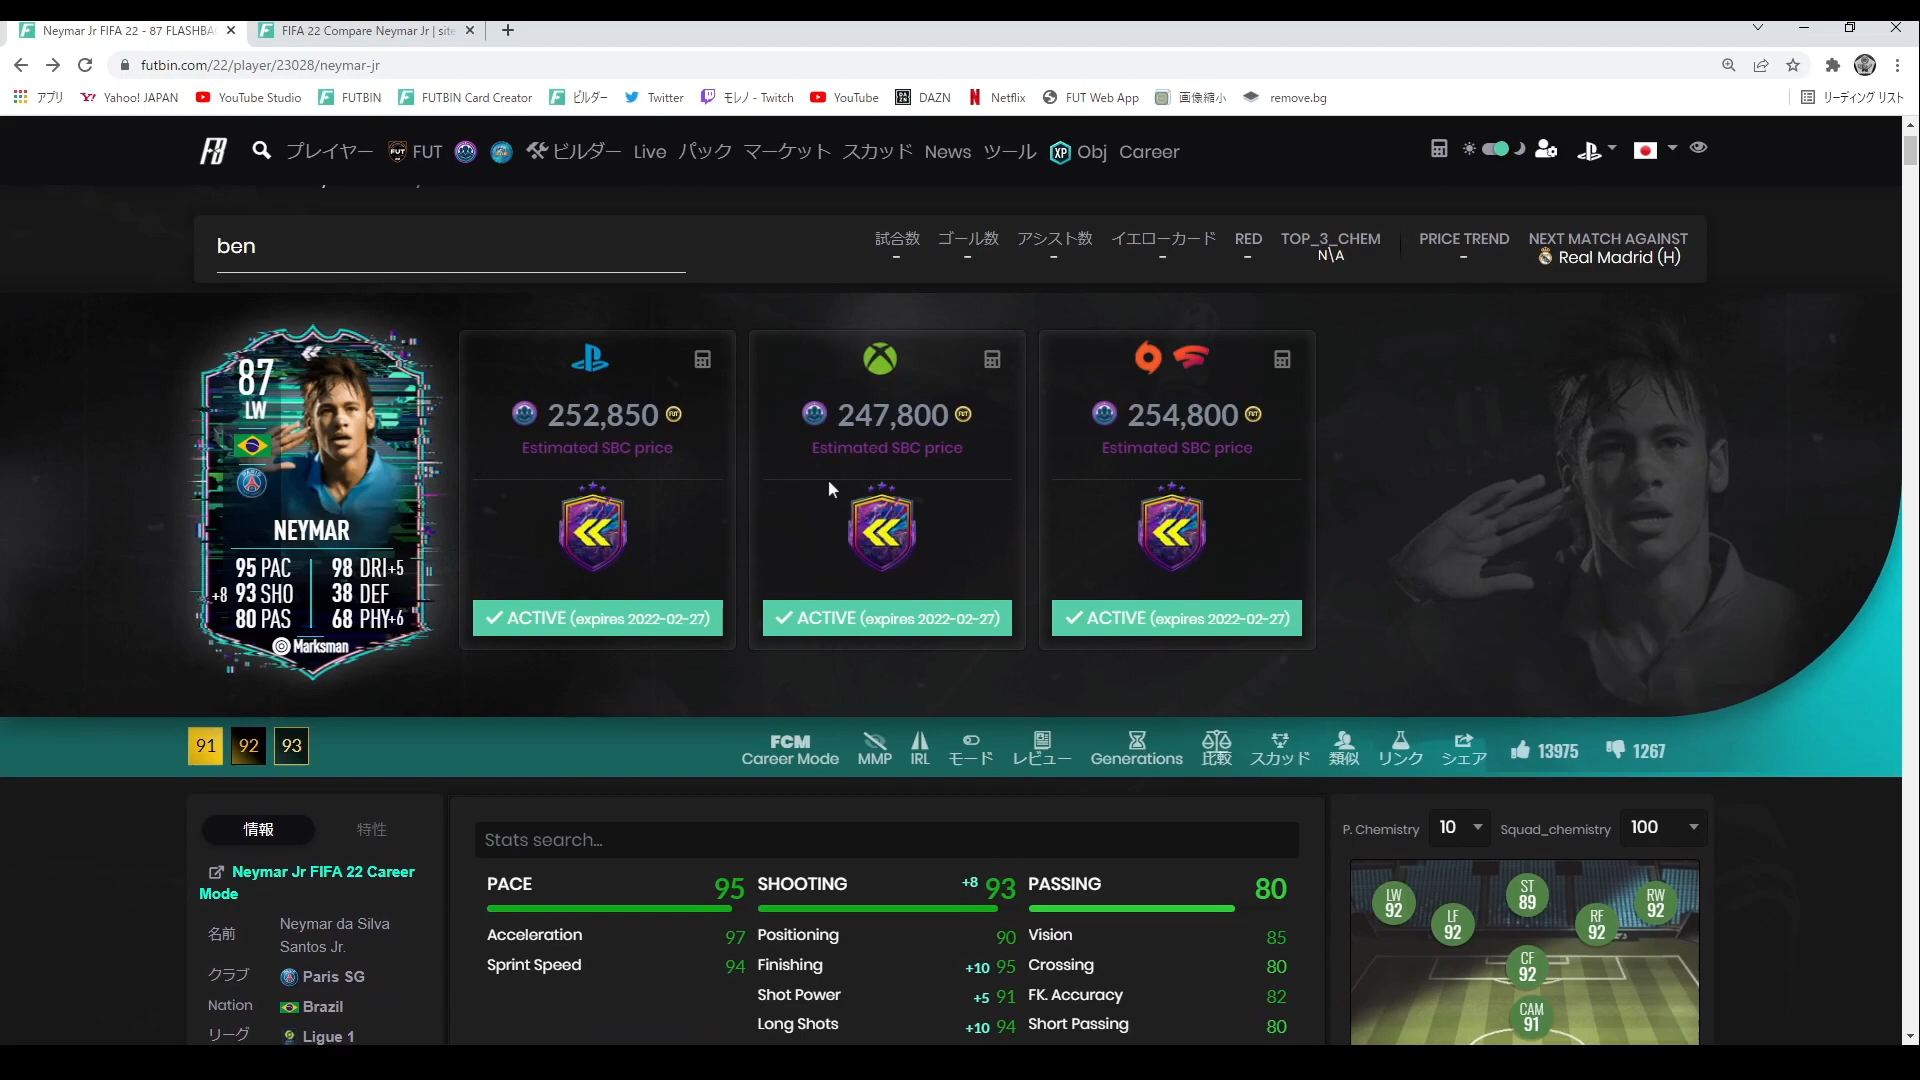 Neymar Jr FIFA 22 - 87 FLASHBA
FIFA 22 Compare Neymar Jr | site
futbin.com/22/player/23028/neymar-jr
アプリ Yahoo! JAPAN YouTube Studio FUTBIN FUTBIN Card Creator ビルダー Twitter モレノ - Twitch YouTube DAZN Netflix FUT Web App 画像縮小 remove.bg リーディング リスト
プレイヤー FUT ビルダー Live パック マーケット スカッド News ツール XP Obj Career
ben
試合数 ゴール数 アシスト数 イエローカード RED TOP_3_CHEM PRICE TREND NEXT MATCH AGAINST
- - - - - N\A - Real Madrid (H)
87
LW
NEYMAR
95 PAC 98 DRI+5
+8 93 SHO 38 DEF
80 PAS 68 PHY+6
Marksman
252,850
Estimated SBC price
ACTIVE (expires 2022-02-27)
247,800
Estimated SBC price
ACTIVE (expires 2022-02-27)
254,800
Estimated SBC price
ACTIVE (expires 2022-02-27)
91 92 93
FCM
Career Mode MMP IRL モード レビュー Generations 比較 スカッド 類似 リンク シェア 13975 1267
情報 特性
Neymar Jr FIFA 22 Career
Mode
名前 Neymar da Silva
Santos Jr.
クラブ Paris SG
Nation Brazil
リーグ Ligue 1
Stats search...
PACE 95
Acceleration 97
Sprint Speed 94
SHOOTING +8 93
Positioning 90
Finishing +10 95
Shot Power +5 91
Long Shots +10 94
PASSING 80
Vision 85
Crossing 80
FK. Accuracy 82
Short Passing 80
P. Chemistry 10 Squad_chemistry 100
LW
92
LF
92
ST
89
RF
92
RW
92
CF
92
CAM
91